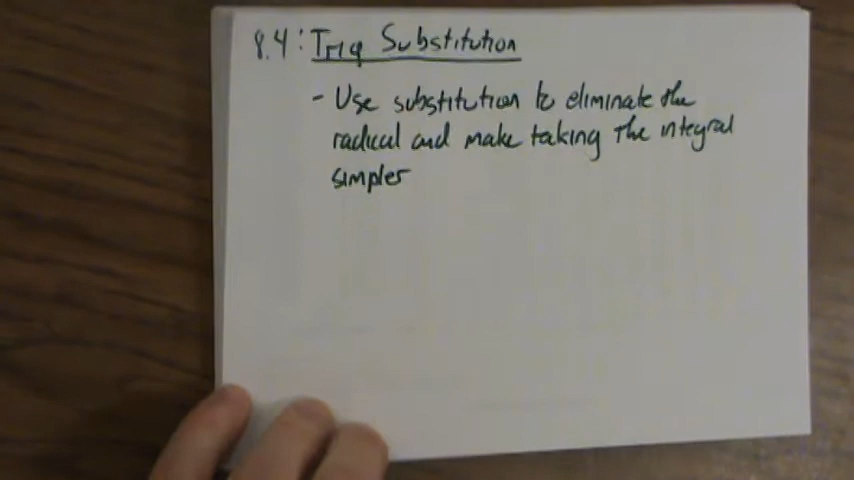 8.4: Trig Substitution
- Use substitution to eliminate the
radical and make taking the integral
simpler